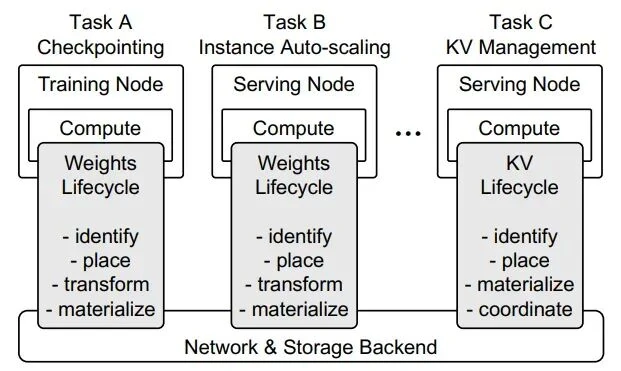 Task A
Checkpointing
Training Node
Compute
Weights
Lifecycle
- identify
- place
- transform
- materialize
Task B
Instance Auto-scaling
Serving Node
Compute
Weights
Lifecycle
- identify
- place
- transform
- materialize
...
Task C
KV Management
Serving Node
Compute
KV
Lifecycle
- identify
- place
- materialize
- coordinate
Network & Storage Backend